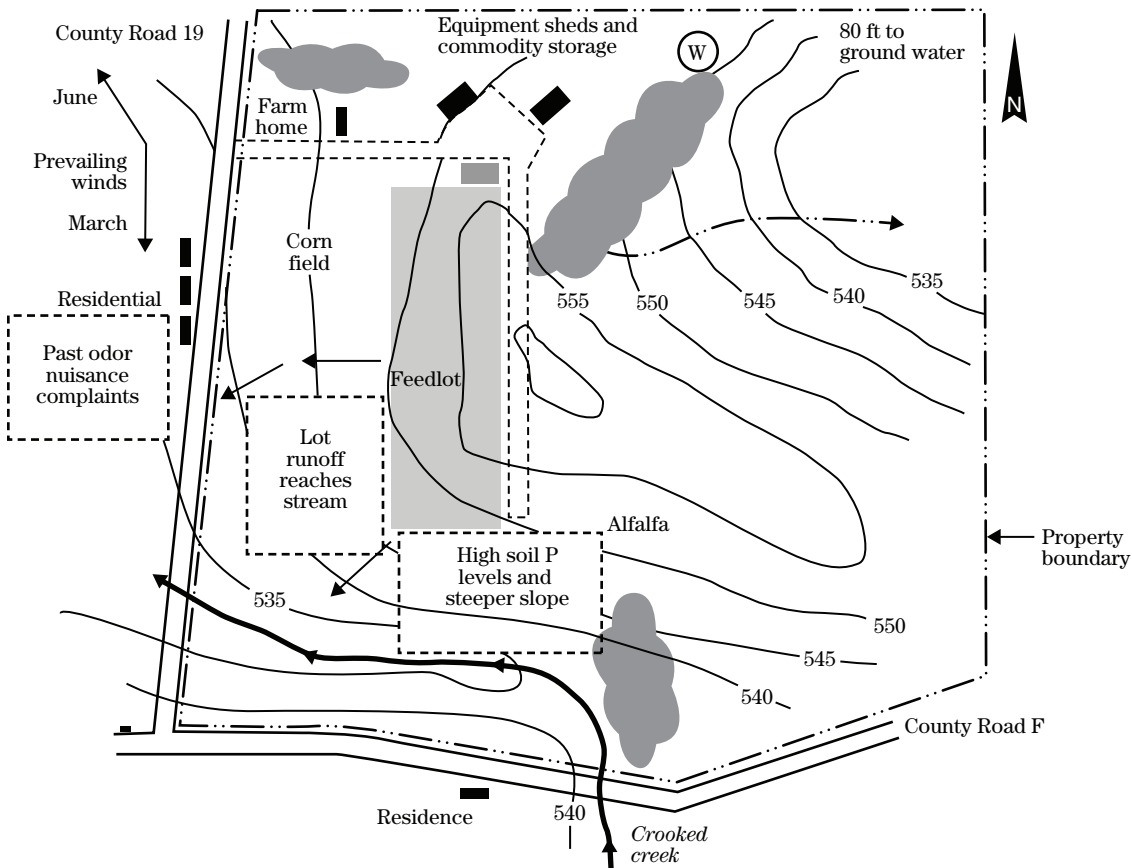 County Road 19
Equipment sheds and
commodity storage
W
80 ft to
ground water
N
June
Farm
home
Prevailing
winds
March
Corn
field
Residential
555
550
545
540
535
Past odor
nuisance
complaints
Feedlot
Lot
runoff
reaches
stream
Alfalfa
High soil P
levels and
steeper slope
Property
boundary
535
550
545
540
County Road F
Residence
540
Crooked
creek